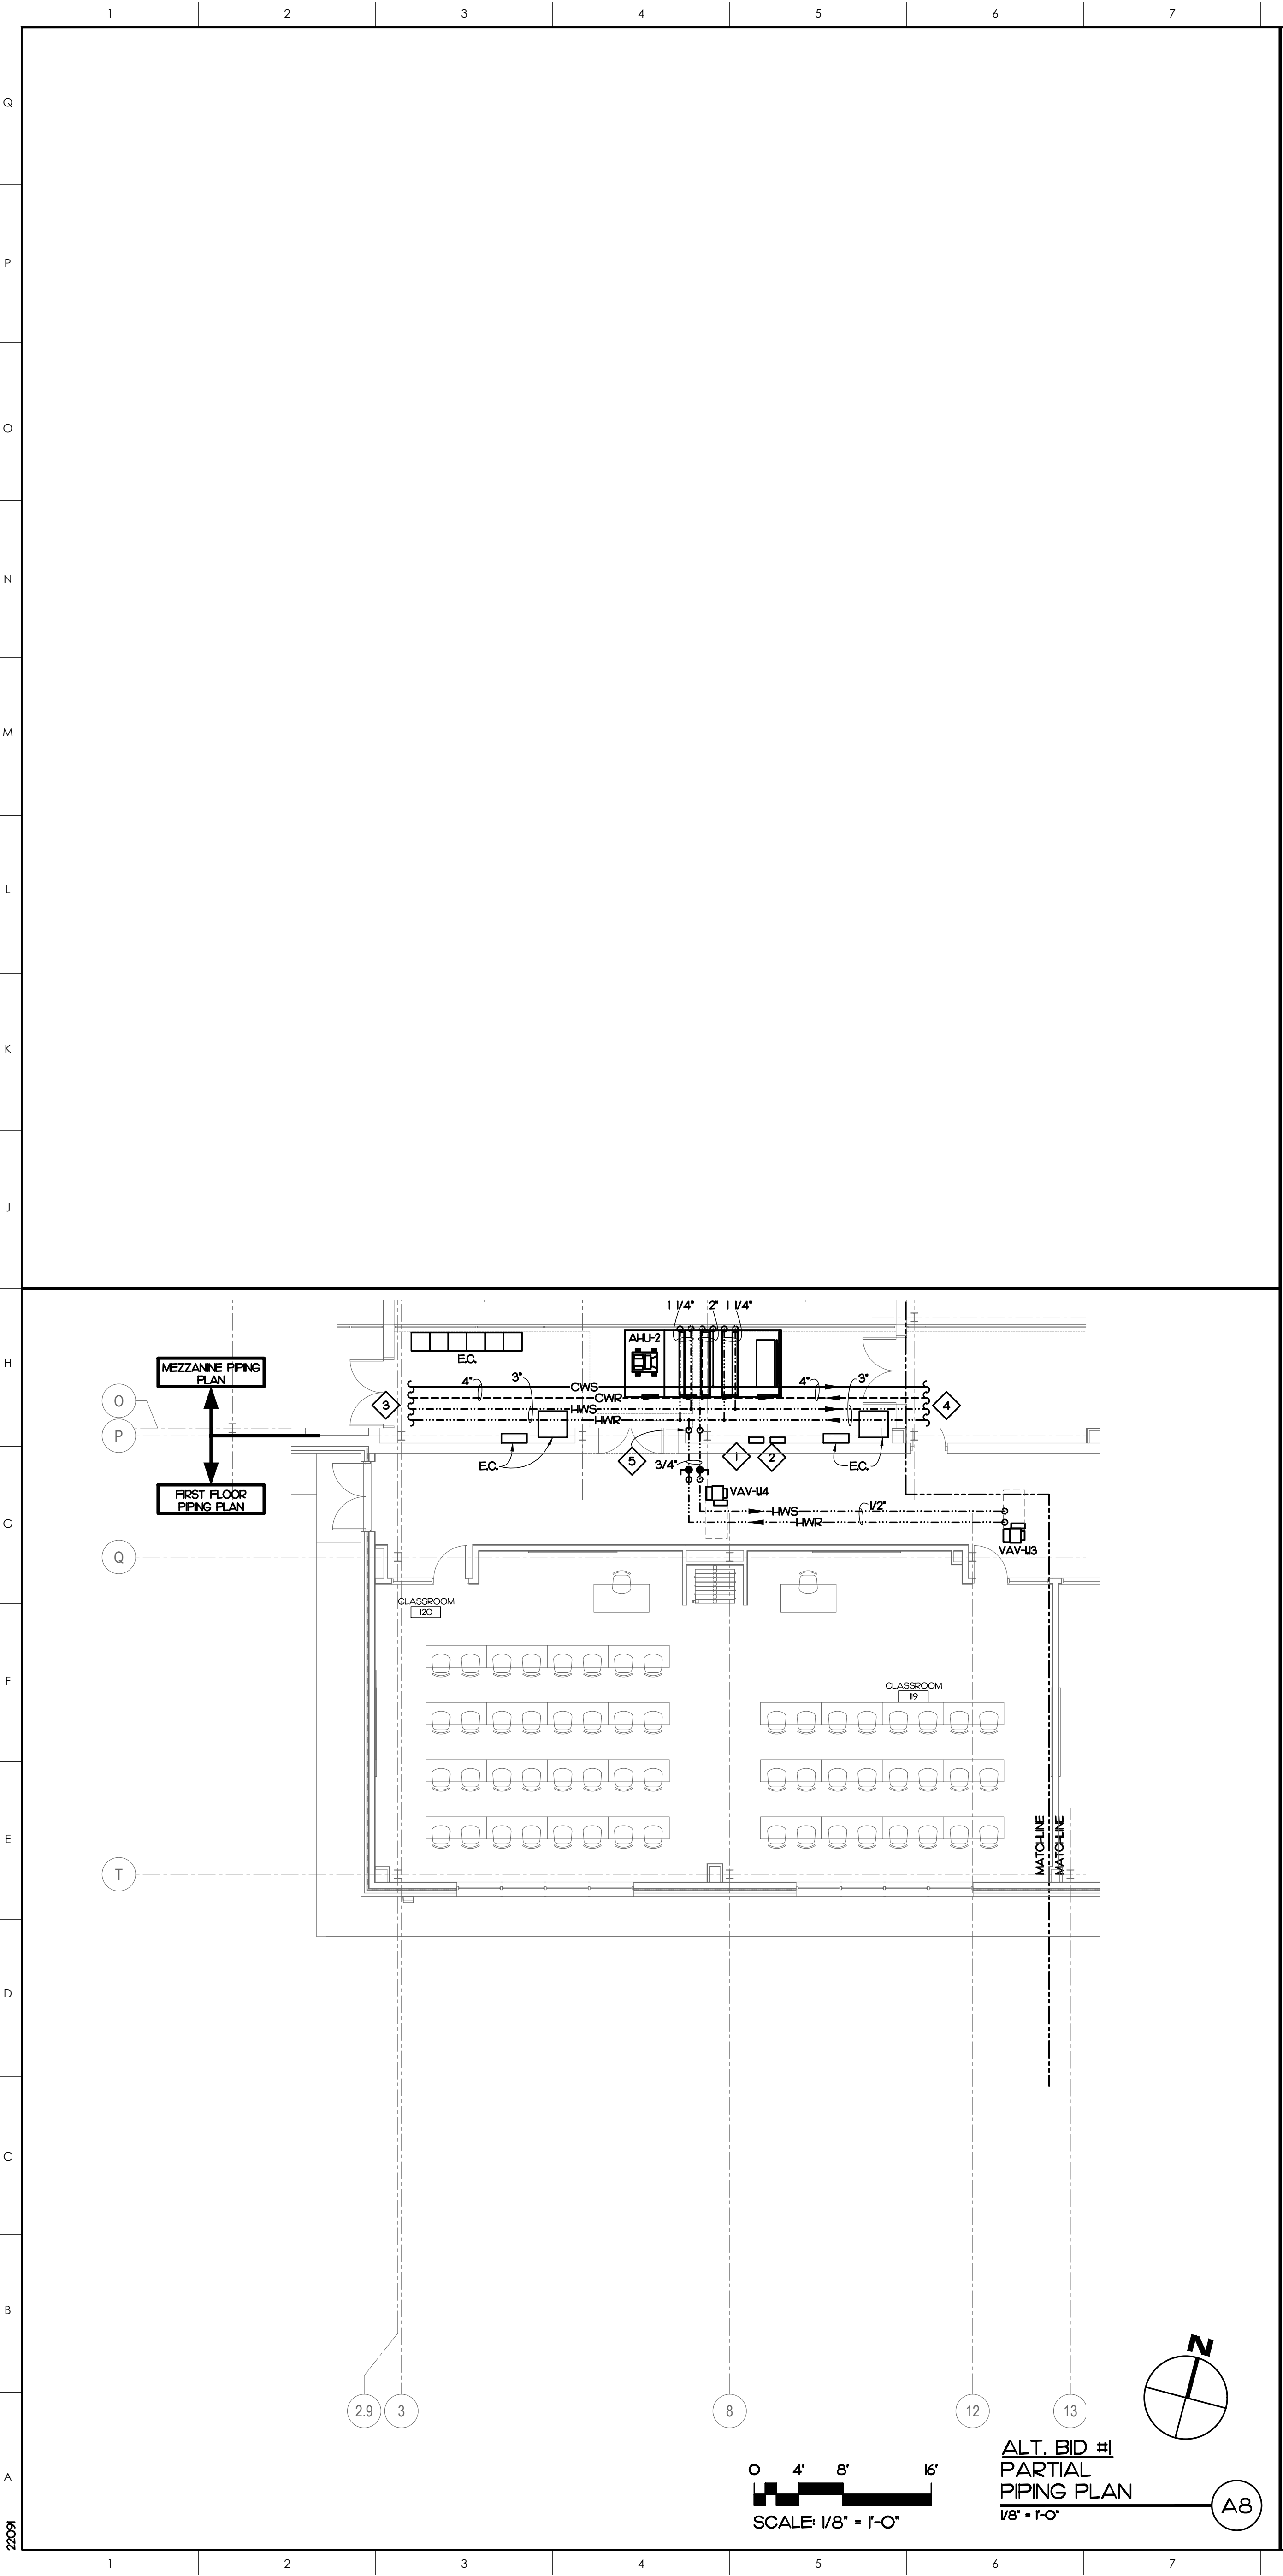 1 2 3 4 5 6 7
Q
P
O
N
M
L
K
J
H
G
F
E
D
C
B
A
1 1/4" 2" 1 1/4"
AHU-2
E.C.
MEZZANINE PIPING
PLAN
4" 3" CWS 4" 3"
CWR
HWS
HWR
3
4
O
P
E.C.
5
3/4"
1
2
E.C.
FIRST FLOOR
PIPING PLAN
VAV-L14
HWS 1/2"
HWR
VAV-L13
Q
CLASSROOM
120
CLASSROOM
119
MATCHLINE
MATCHLINE
T
N
2.9 3 8 12 13
0 4' 8' 16'
SCALE: 1/8" = 1'-0"
ALT. BID #1
PARTIAL
PIPING PLAN
1/8" = 1'-0"
A8
22091
1 2 3 4 5 6 7